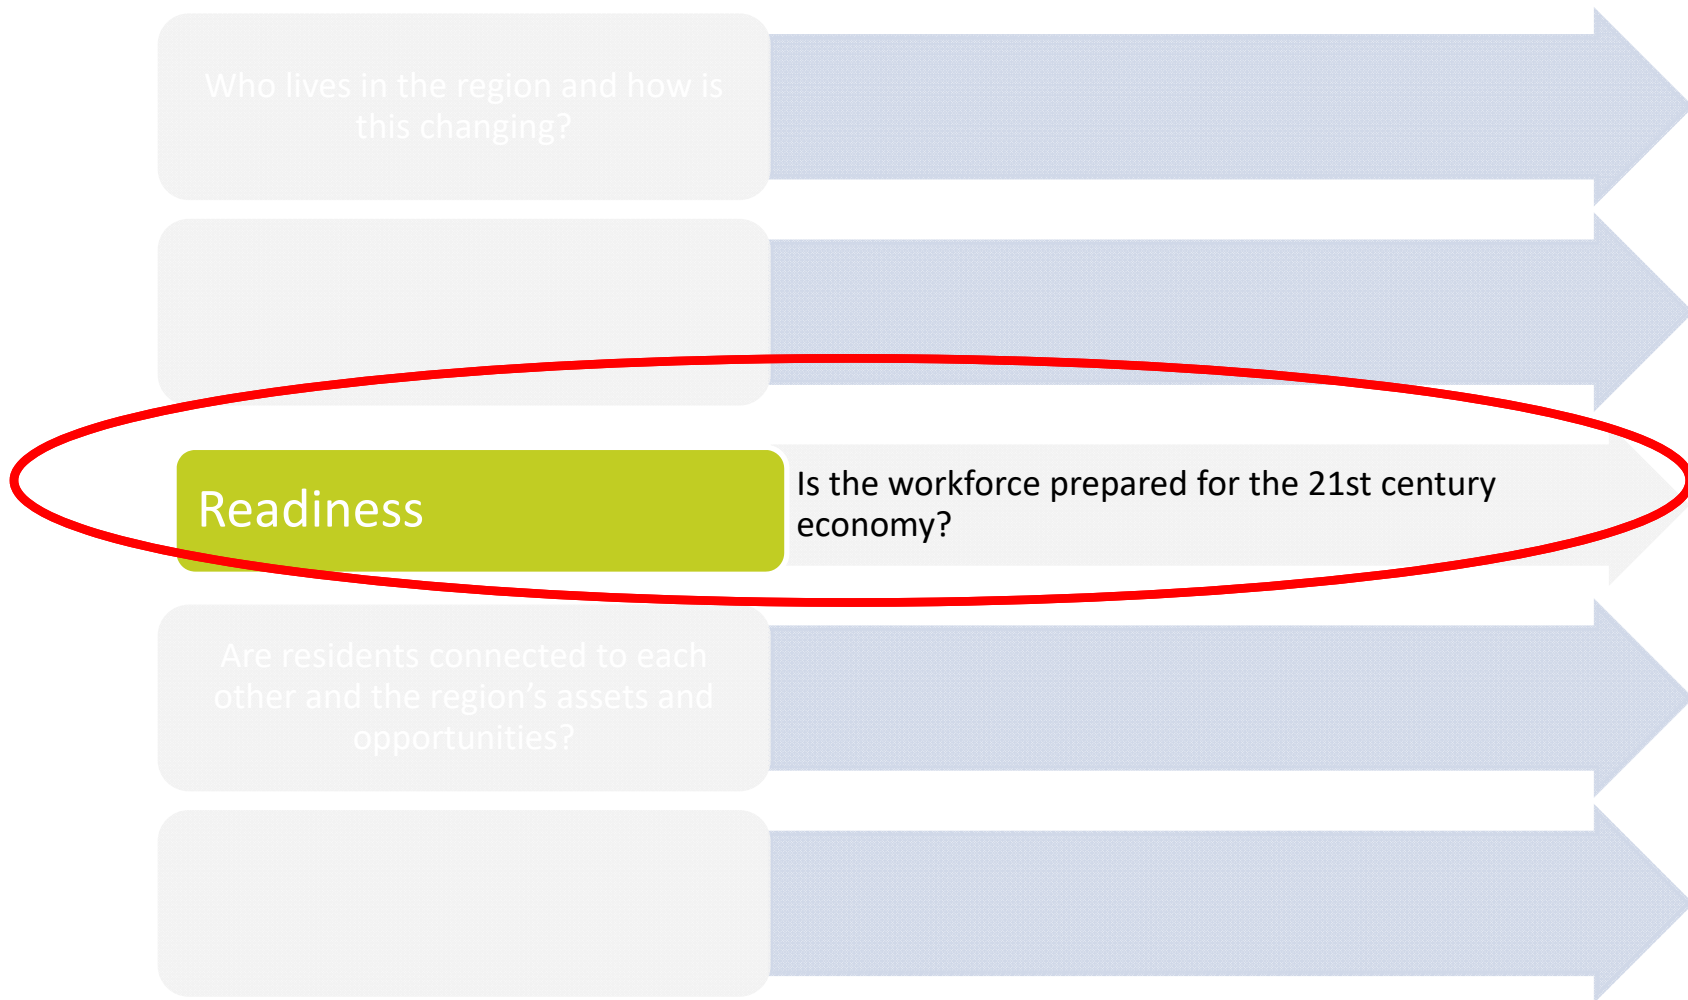 Who lives in the region and how is
this changing?
Readiness
Is the workforce prepared for the 21st century
economy?
Are residents connected to each
other and the region’s assets and
opportunities?